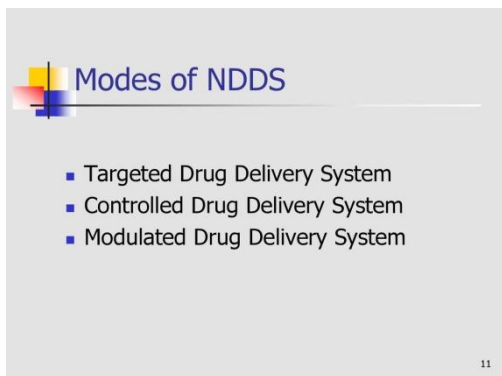 Modes of NDDS
Targeted Drug Delivery System
Controlled Drug Delivery System
Modulated Drug Delivery System
11